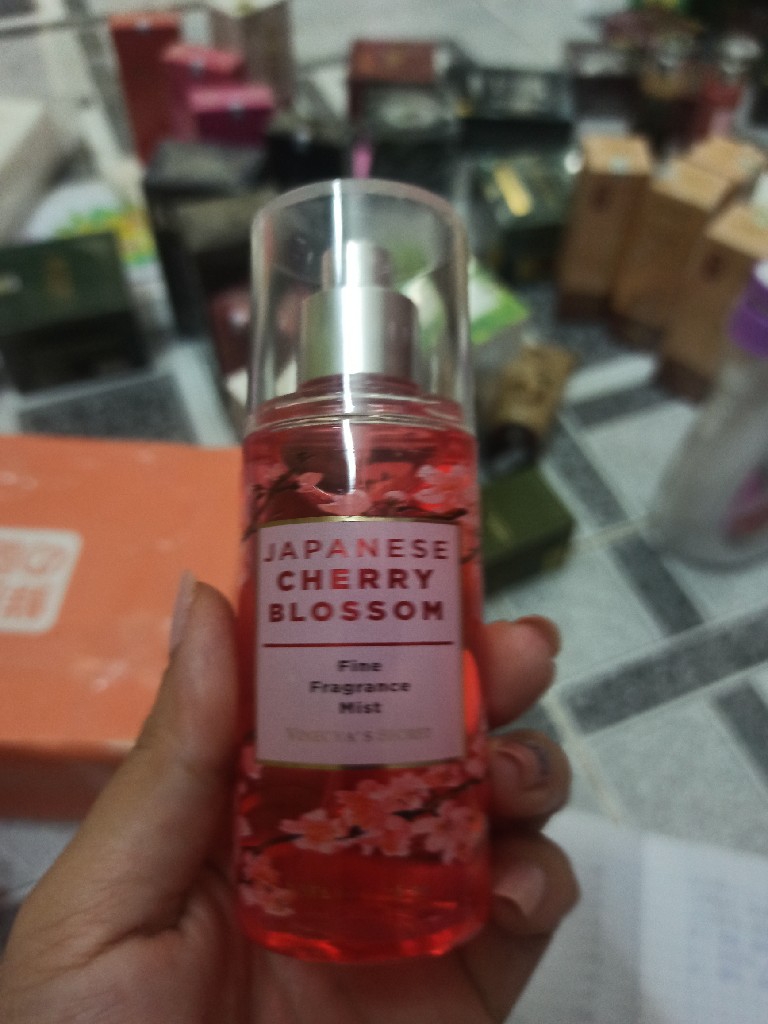 JAPANESE
CHERRY
BLOSSOM
Fine
Fragrance
Mist